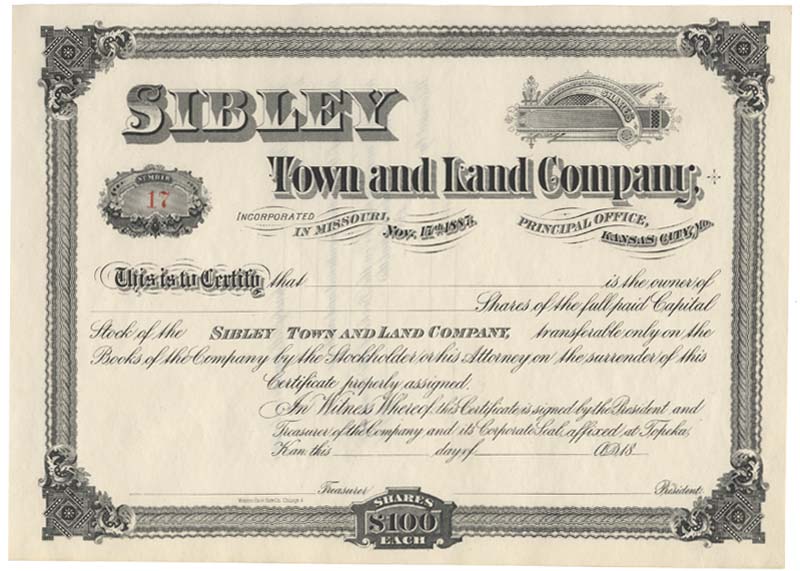 SIBLEY
SHARES
Town and Land Company,
NUMBER
17
INCORPORATED
IN MISSOURI, Nov. 17th 1887,
PRINCIPAL OFFICE,
KANSAS CITY, Mo.
This is to Certify that is the owner of
Shares of the full paid Capital
Stock of the SIBLEY TOWN AND LAND COMPANY, transferable only on the
Books of the Company by the Stockholder or his Attorney on the surrender of this
Certificate properly assigned.
In Witness Whereof, this Certificate is signed by the President and
Treasurer of the Company and its Corporate Seal, affixed at Topeka,
Kan. this day of A.D. 18
Treasurer
President.
SHARES
$100
EACH